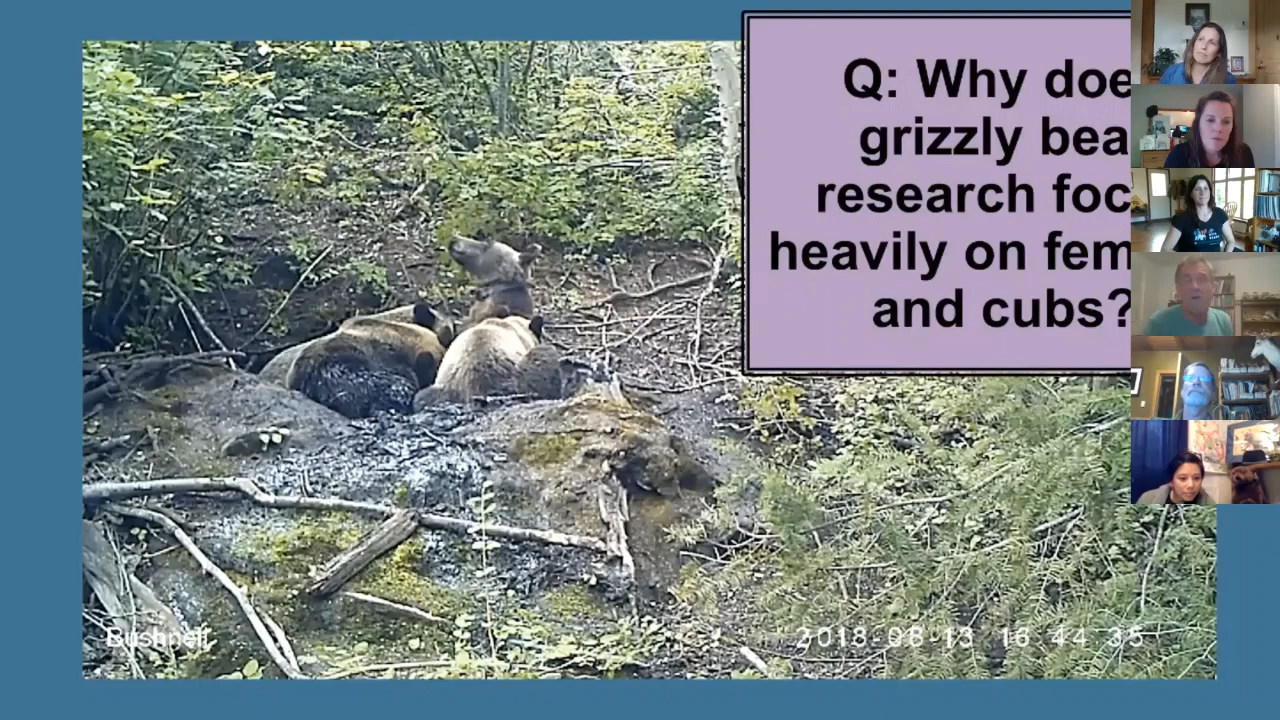 Q: Why doe
grizzly bea
research foc
heavily on fem
and cubs?
Bushnell
2018-08-13 16:44:35